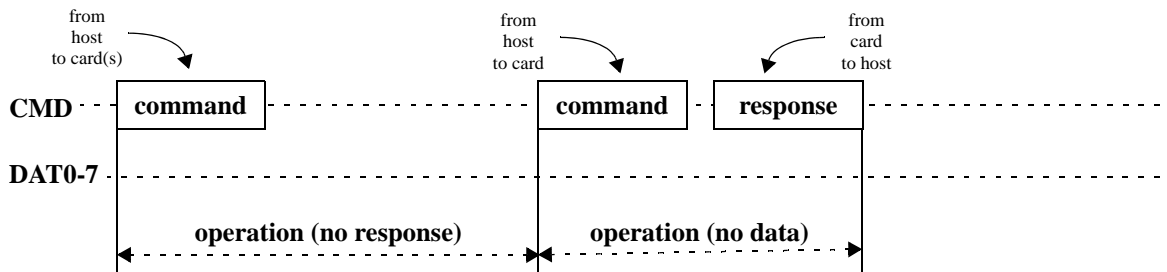 from
host
to card(s)
from
host
to card
from
card
to host
CMD
command
command
response
DAT0-7
operation (no response)
operation (no data)